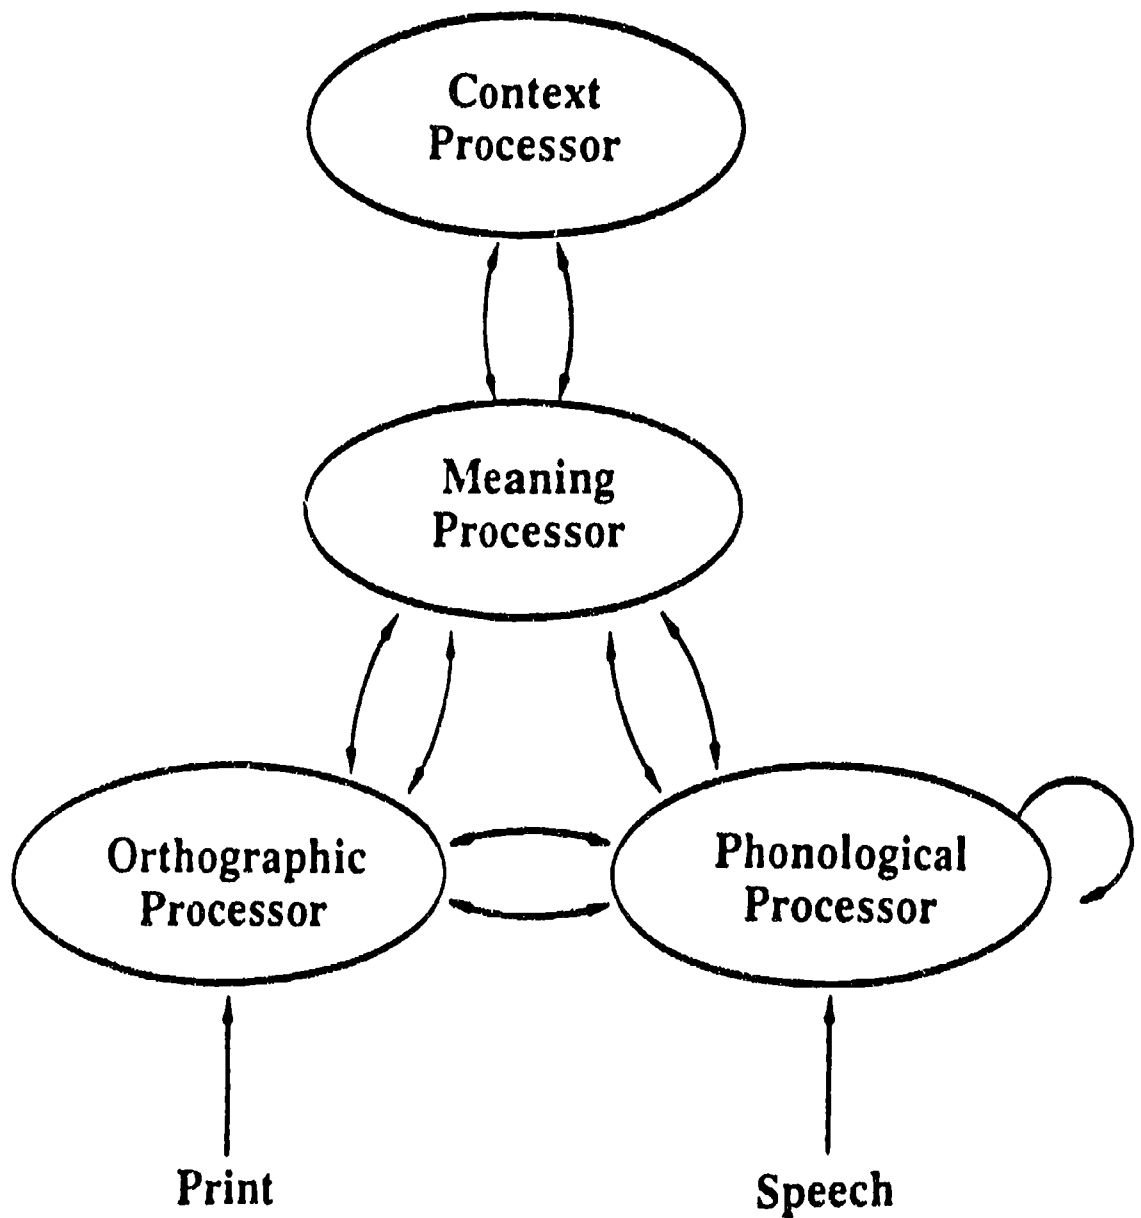 Context
Processor
Meaning
Processor
Orthographic
Processor
Phonological
Processor
Print
Speech